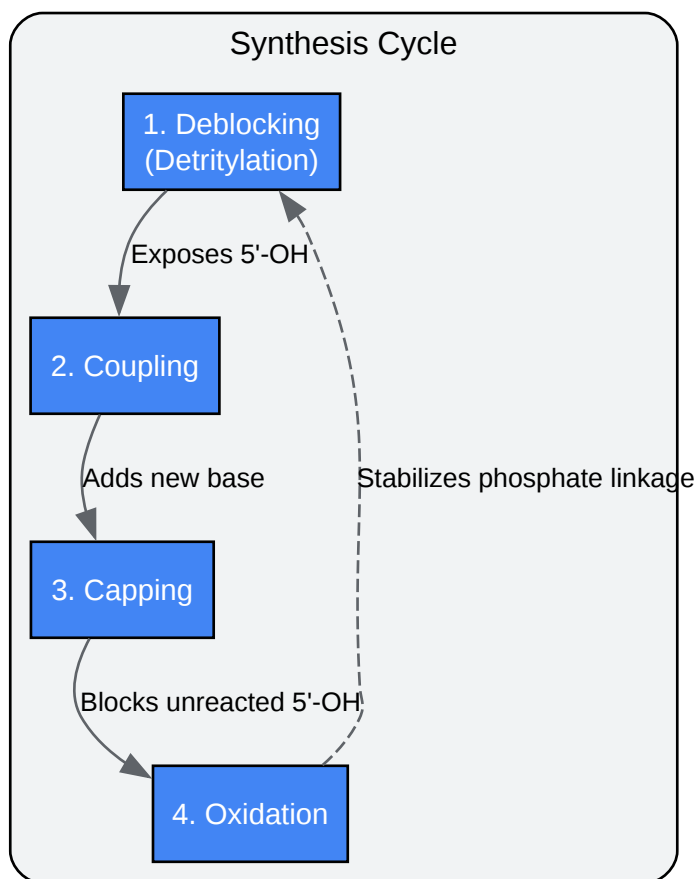 Synthesis Cycle
1. Deblocking
(Detritylation)
Exposes 5'-OH
2. Coupling
Adds new base
Stabilizes phosphate linkage
3. Capping
Blocks unreacted 5'-OH
4. Oxidation